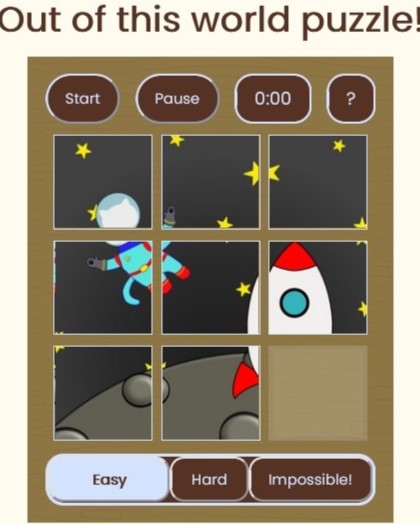 Out of this world puzzle!
Start Pause 0:00 ?
Easy Hard Impossible!